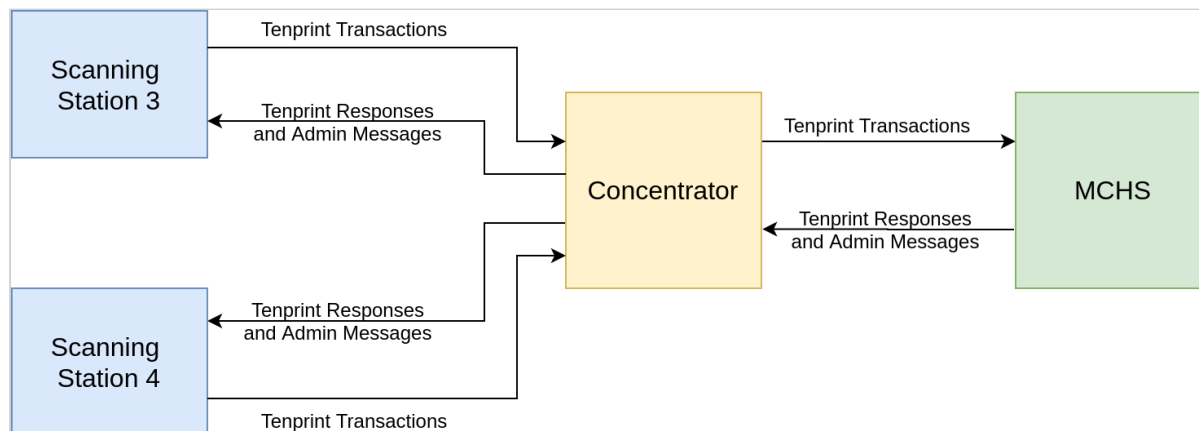 Tenprint Transactions
Scanning
Station 3
Tenprint Responses
and Admin Messages
Concentrator
Tenprint Transactions
MCHS
Tenprint Responses
and Admin Messages
Tenprint Responses
and Admin Messages
Scanning
Station 4
Tenprint Transactions